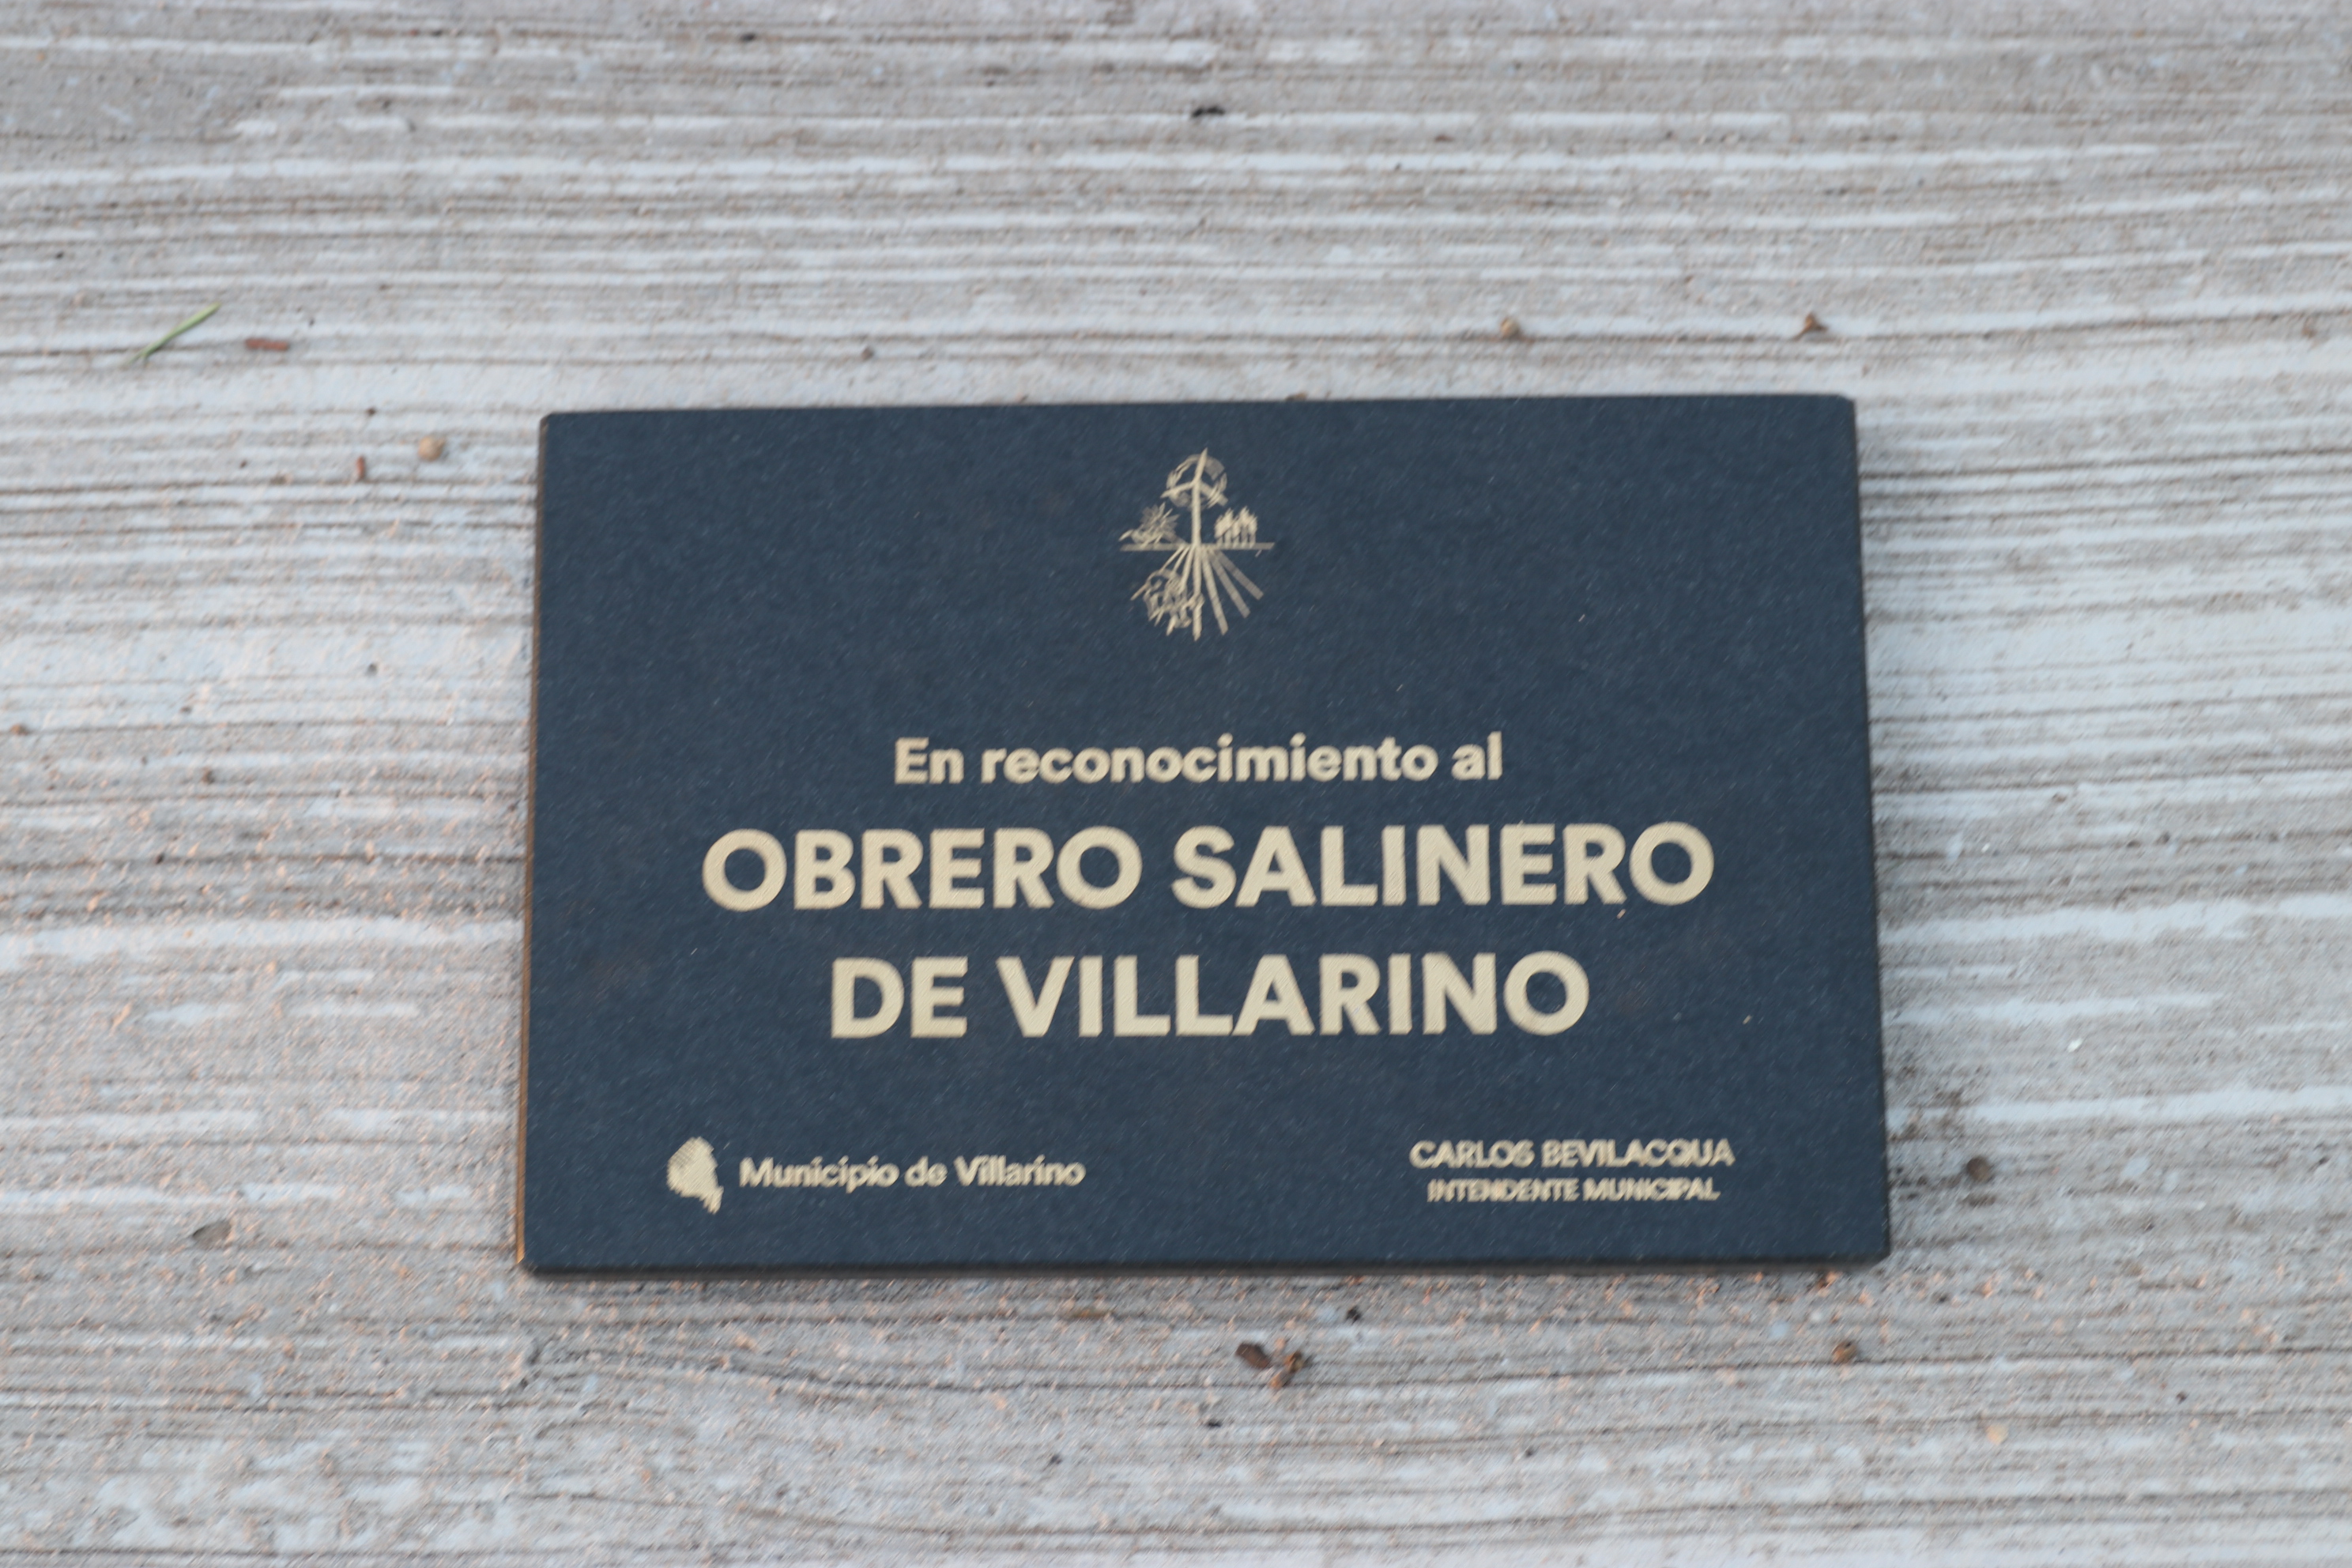 En reconocimiento al
OBRERO SALINERO
DE VILLARINO
Municipio de Villarino
CARLOS BEVILACQUA
INTENDENTE MUNICIPAL